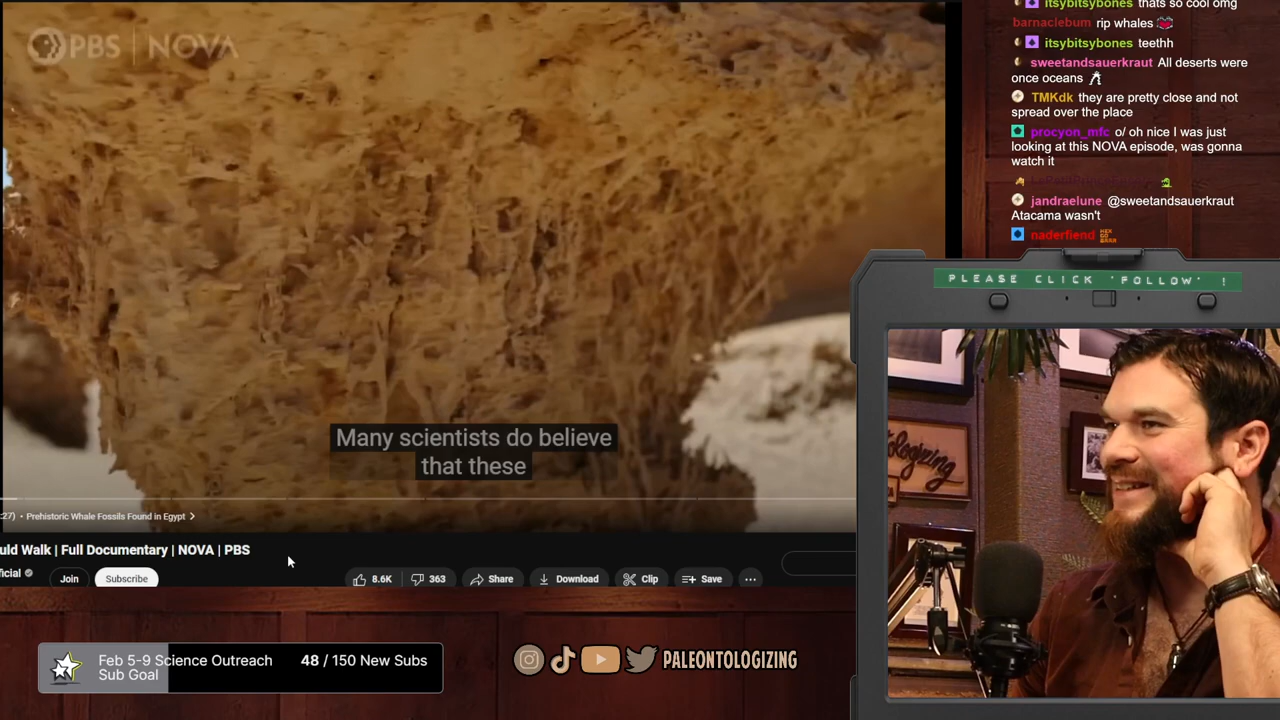 PBS | NOVA
Many scientists do believe
that these
:27) • Prehistoric Whale Fossils Found in Egypt >
uld Walk | Full Documentary | NOVA | PBS
ficial
Join
Subscribe
8.6K
363
Share
Download
Clip
Save
Feb 5-9 Science Outreach
Sub Goal
48 / 150 New Subs
PALEONTOLOGIZING
itsybitsybones thats so cool omg
barnaclebum rip whales
itsybitsybones teethh
sweetandsauerkraut All deserts were
once oceans
TMKdk they are pretty close and not
spread over the place
procyon_mfc o/ oh nice I was just
looking at this NOVA episode, was gonna
watch it
jandraelune @sweetandsauerkraut
Atacama wasn't
naderfiend
PLEASE CLICK 'FOLLOW' !
ologizing